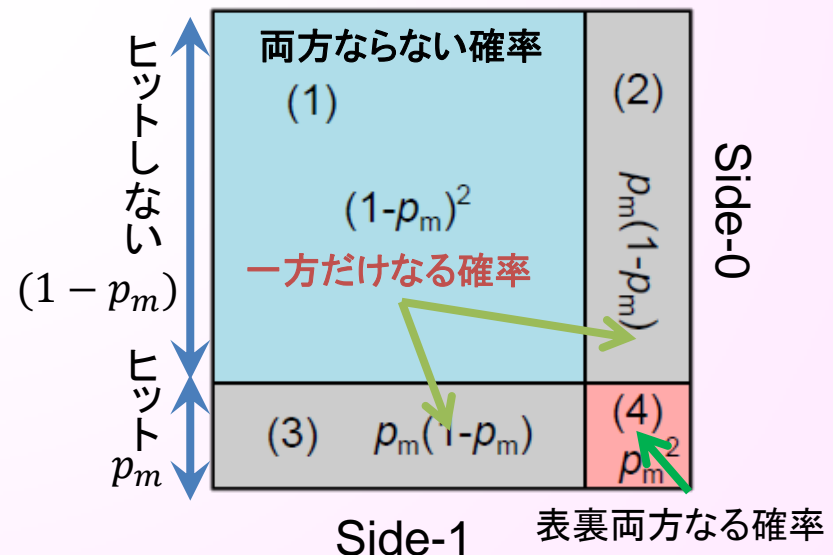 両方ならない確率
(1)
(2)
ヒットしない
(1 − pₘ)
(1-pₘ)²
pₘ(1-pₘ)
Side-0
一方だけなる確率
ヒット
pₘ
(3) pₘ(1-pₘ)
(4)
pₘ²
Side-1
表裏両方なる確率